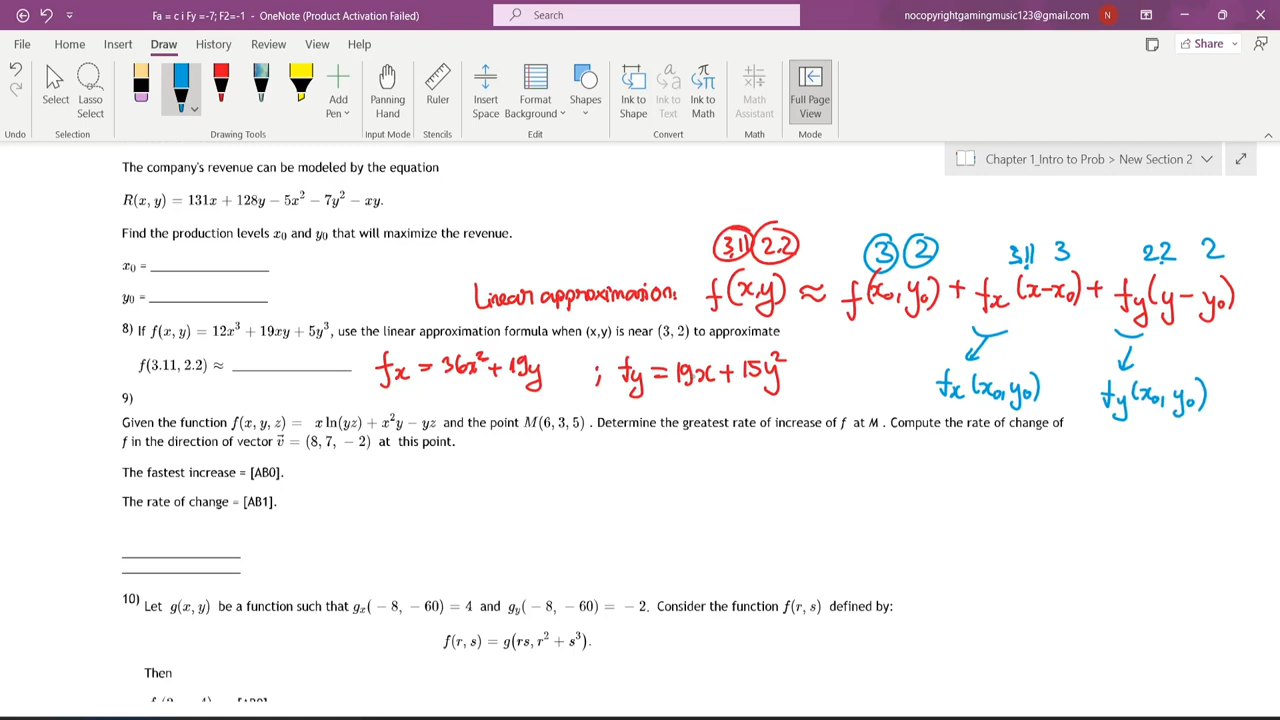 Fa = c i Fy =-7; F2=-1 - OneNote (Product Activation Failed)
Search
nocopyrightgamingmusic123@gmail.com
N
File Home Insert Draw History Review View Help
Share
Undo
Select
Lasso Select
Selection
Add Pen
Drawing Tools
Panning Hand
Input Mode
Ruler
Stencils
Insert Space
Format Background
Shapes
Edit
Ink to Shape
Ink to Text
Ink to Math
Convert
Math Assistant
Math
Full Page View
Mode
Chapter 1_Intro to Prob > New Section 2
The company's revenue can be modeled by the equation
R(x, y) = 131x + 128y − 5x² − 7y² − xy.
Find the production levels x₀ and y₀ that will maximize the revenue.
3.11 2.2 3 2 3.11 3 2.2 2
x₀ = ________
Linear approximation: f(x,y) ≈ f(x₀, y₀) + fx (x−x₀) + fy(y − y₀)
y₀ = ________
8) If f(x, y) = 12x³ + 19xy + 5y³, use the linear approximation formula when (x,y) is near (3, 2) to approximate
f(3.11, 2.2) ≈ ________
fx = 36x² + 19y ; fy = 19x + 15y²
fx (x₀, y₀) fy (x₀, y₀)
9)
Given the function f(x, y, z) = x ln(yz) + x²y − yz and the point M(6, 3, 5) . Determine the greatest rate of increase of f at M . Compute the rate of change of
f in the direction of vector v⃗ = (8, 7, − 2) at this point.
The fastest increase = [AB0].
The rate of change = [AB1].
10) Let g(x, y) be a function such that gₓ( − 8, − 60) = 4 and g_y( − 8, − 60) = − 2. Consider the function f(r, s) defined by:
f(r, s) = g(rs, r² + s³).
Then